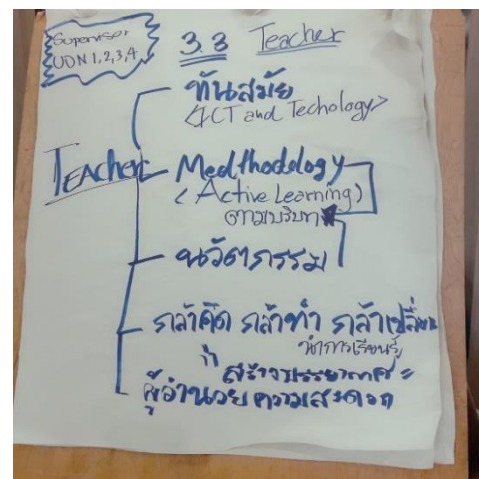 Supervisor
UDN 1,2,3,4
3.3 Teacher
ทันสมัย
<ICT and Techology>
TEAcher
Medthodology
(Active Learning)
ตามบริบท
นวัตกรรม
กล้าคิด กล้าทำ กล้าเปลี่ยน
นำการเรียนรู้
สร้างบรรยากาศ
ผู้อำนวยความสะดวก